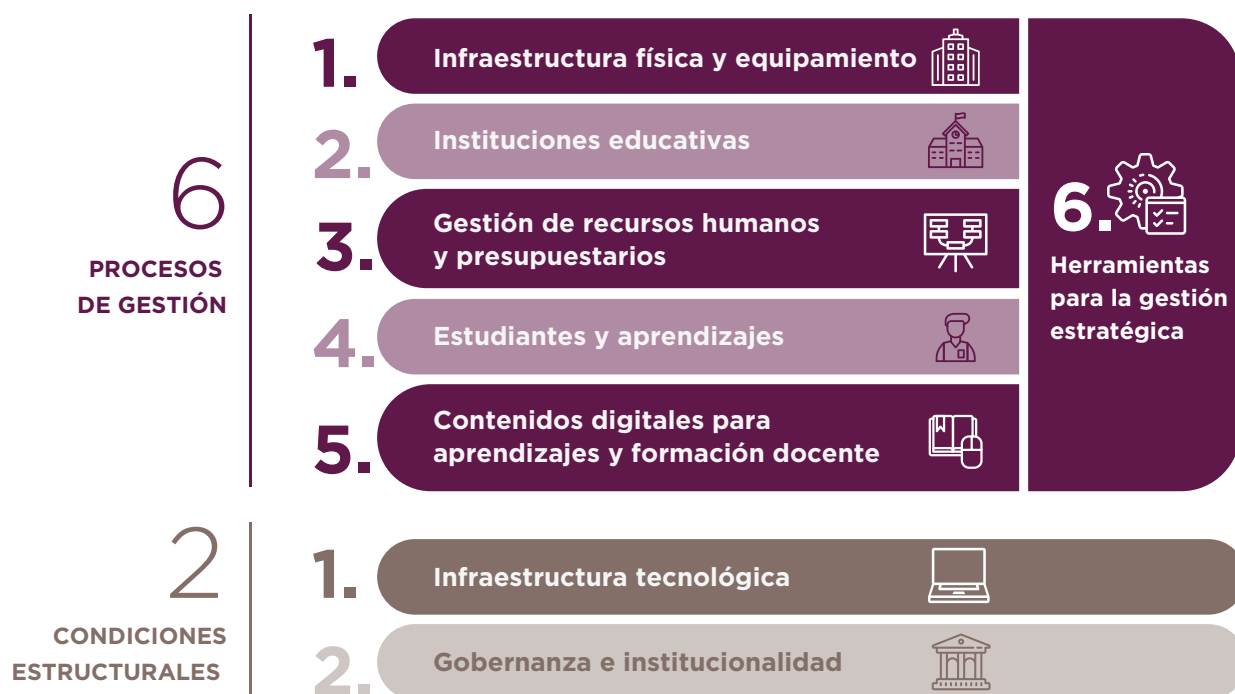 6
PROCESOS
DE GESTIÓN
1.
Infraestructura física y equipamiento
2.
Instituciones educativas
3.
Gestión de recursos humanos
y presupuestarios
4.
Estudiantes y aprendizajes
5.
Contenidos digitales para
aprendizajes y formación docente
6.
Herramientas
para la gestión
estratégica
2
CONDICIONES
ESTRUCTURALES
1.
Infraestructura tecnológica
2.
Gobernanza e institucionalidad